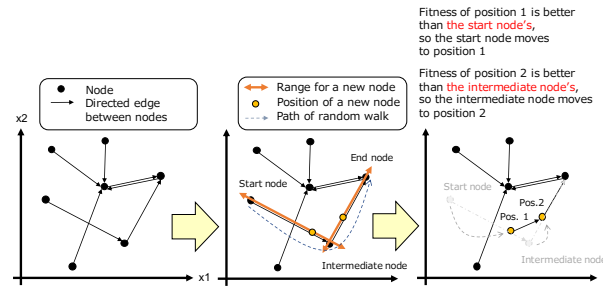 Fitness of position 1 is better
than the start node's,
so the start node moves
to position 1
Fitness of position 2 is better
than the intermediate node's,
so the intermediate node moves
to position 2
Node
Directed edge
between nodes
Range for a new node
Position of a new node
Path of random walk
x2
x1
Start node
End node
Intermediate node
Start node
Pos. 1
Pos.2
Intermediate node